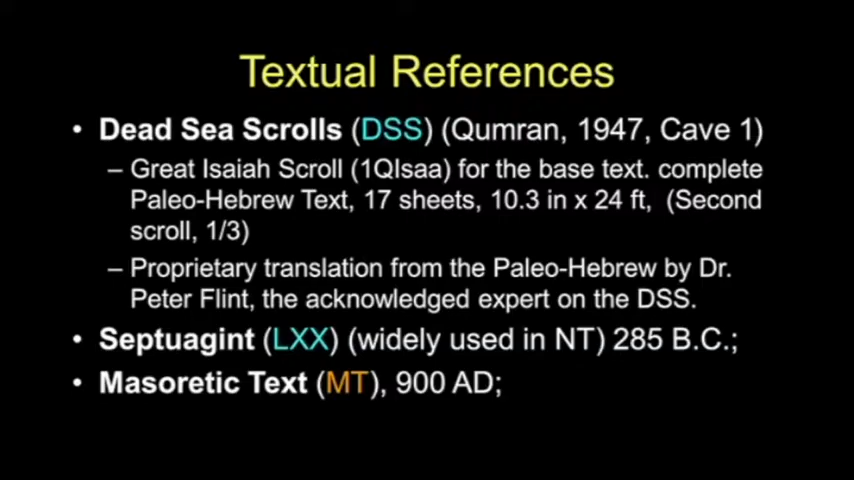 Textual References
• Dead Sea Scrolls (DSS) (Qumran, 1947, Cave 1)
– Great Isaiah Scroll (1QIsaa) for the base text. complete
Paleo-Hebrew Text, 17 sheets, 10.3 in x 24 ft, (Second
scroll, 1/3)
– Proprietary translation from the Paleo-Hebrew by Dr.
Peter Flint, the acknowledged expert on the DSS.
• Septuagint (LXX) (widely used in NT) 285 B.C.;
• Masoretic Text (MT), 900 AD;